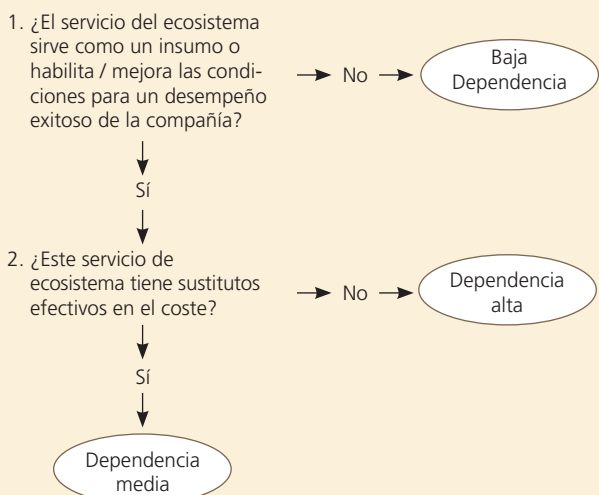 1. ¿El servicio del ecosistema
sirve como un insumo o
habilita / mejora las condi-
ciones para un desempeño
exitoso de la compañía?
No
Baja
Dependencia
Sí
2. ¿Este servicio de
ecosistema tiene sustitutos
efectivos en el coste?
No
Dependencia
alta
Sí
Dependencia
media